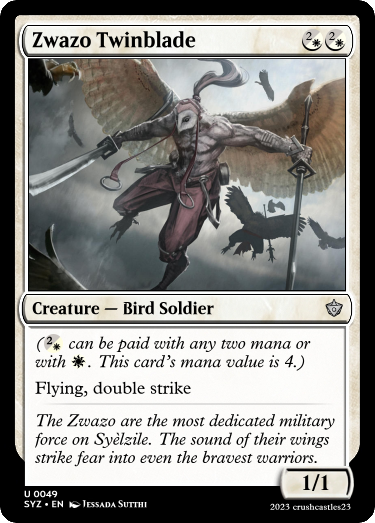 Zwazo Twinblade
Creature — Bird Soldier
(2 can be paid with any two mana or
with . This card's mana value is 4.)
Flying, double strike
The Zwazo are the most dedicated military
force on Syèlzile. The sound of their wings
strike fear into even the bravest warriors.
1/1
U 0049
SYZ • EN Jessada Sutthi
2023 crushcastles23